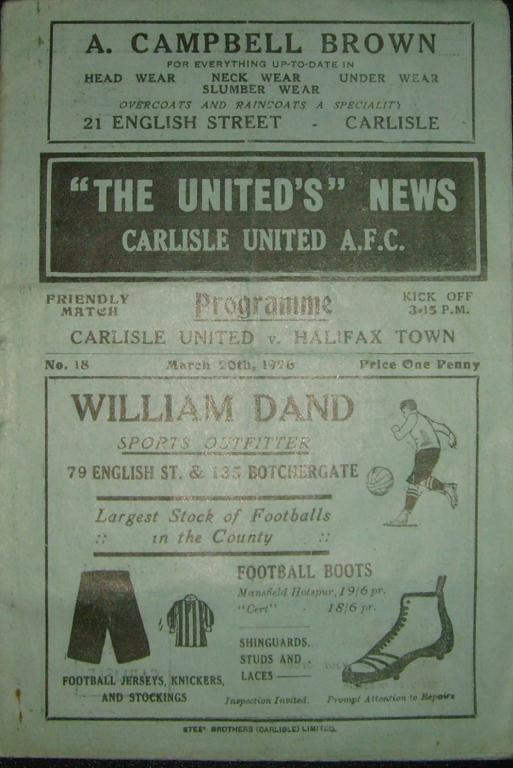 A. CAMPBELL BROWN
FOR EVERYTHING UP-TO-DATE IN
HEAD WEAR NECK WEAR UNDER WEAR
SLUMBER WEAR
OVERCOATS AND RAINCOATS A SPECIALITY
21 ENGLISH STREET - CARLISLE
"THE UNITED'S" NEWS
CARLISLE UNITED A.F.C.
FRIENDLY MATCH
Programme
KICK OFF 3-15 P.M.
CARLISLE UNITED v. HALIFAX TOWN
No. 18 March 20th, 1926 Price One Penny
WILLIAM DAND
SPORTS OUTFITTER
79 ENGLISH ST. & 135 BOTCHERGATE
Largest Stock of Footballs
:: in the County ::
FOOTBALL BOOTS
Mansfield Hotspur, 19/6 pr.
"Cert" . 18/6 pr.
SHINGUARDS,
STUDS AND
LACES
FOOTBALL JERSEYS, KNICKERS,
AND STOCKINGS
Inspection Invited. Prompt Attention to Repairs
STEEL BROTHERS (CARLISLE) LIMITED.